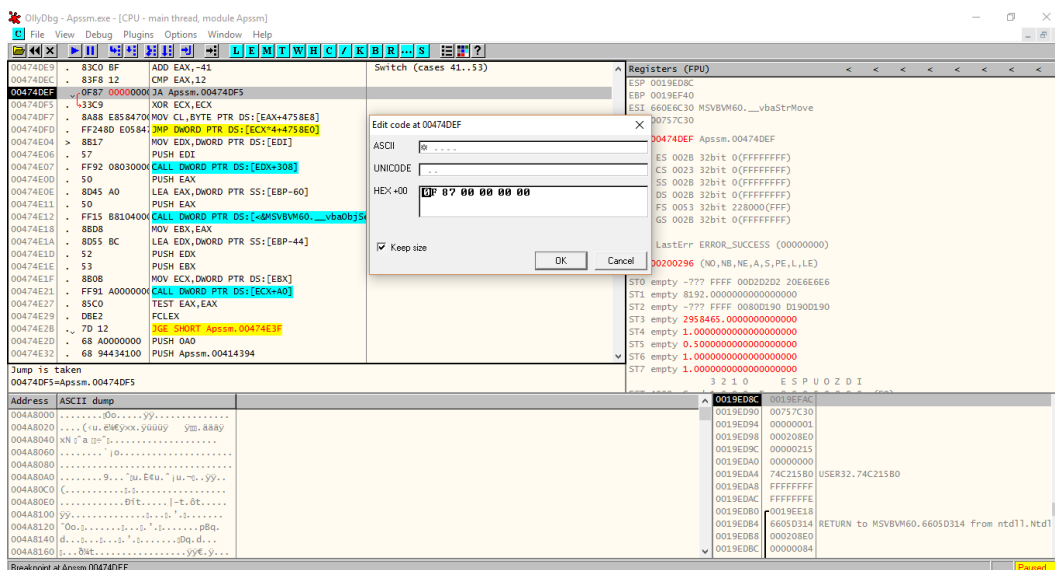 OllyDbg - Apssm.exe - [CPU - main thread, module Apssm]
C File View Debug Plugins Options Window Help
L E M T W H C / K B R ... S ?
00474DE9 . 83C0 BF ADD EAX,-41 Switch (cases 41..53)
00474DEC . 83F8 12 CMP EAX,12
00474DEF 0F87 00000000 JA Apssm.00474DF5
00474DF5 . 33C9 XOR ECX,ECX
00474DF7 . 8A88 E8584700 MOV CL,BYTE PTR DS:[EAX+4758E8]
00474DFD . FF248D E05847 JMP DWORD PTR DS:[ECX*4+4758E0]
00474E04 > 8B17 MOV EDX,DWORD PTR DS:[EDI]
00474E06 . 57 PUSH EDI
00474E07 . FF92 08030000 CALL DWORD PTR DS:[EDX+308]
00474E0D . 50 PUSH EAX
00474E0E . 8D45 A0 LEA EAX,DWORD PTR SS:[EBP-60]
00474E11 . 50 PUSH EAX
00474E12 . FF15 B8104000 CALL DWORD PTR DS:[<&MSVBVM60.__vbaObjSe
00474E18 . 8BD8 MOV EBX,EAX
00474E1A . 8D55 BC LEA EDX,DWORD PTR SS:[EBP-44]
00474E1D . 52 PUSH EDX
00474E1E . 53 PUSH EBX
00474E1F . 8B0B MOV ECX,DWORD PTR DS:[EBX]
00474E21 . FF91 A0000000 CALL DWORD PTR DS:[ECX+A0]
00474E27 . 85C0 TEST EAX,EAX
00474E29 . DBE2 FCLEX
00474E2B . 7D 12 JGE SHORT Apssm.00474E3F
00474E2D . 68 A0000000 PUSH 0A0
00474E32 . 68 94434100 PUSH Apssm.00414394
Jump is taken
00474DF5=Apssm.00474DF5
Edit code at 00474DEF
ASCII
UNICODE ..
HEX +00 0F 87 00 00 00 00
Keep size
OK Cancel
Registers (FPU) < < < < < < < <
ESP 0019ED8C
EBP 0019EF40
ESI 660E6C30 MSVBVM60.__vbaStrMove
00757C30
00474DEF Apssm.00474DEF
ES 002B 32bit 0(FFFFFFFF)
CS 0023 32bit 0(FFFFFFFF)
SS 002B 32bit 0(FFFFFFFF)
DS 002B 32bit 0(FFFFFFFF)
FS 0053 32bit 228000(FFF)
GS 002B 32bit 0(FFFFFFFF)
LastErr ERROR_SUCCESS (00000000)
00200296 (NO,NB,NE,A,S,PE,L,LE)
ST0 empty -??? FFFF 00D2D2D2 20E6E6E6
ST1 empty 8192.0000000000000000
ST2 empty -??? FFFF 0080D190 D190D190
ST3 empty 2958465.0000000000000
ST4 empty 1.0000000000000000000
ST5 empty 0.5000000000000000000
ST6 empty 1.0000000000000000000
ST7 empty 1.0000000000000000000
3 2 1 0 E S P U O Z D I
Address ASCII dump
004A8000
004A8020
004A8040
004A8060
004A8080
004A80A0
004A80C0
004A80E0
004A8100
004A8120
004A8140
004A8160
0019ED8C 0019EFAC
0019ED90 00757C30
0019ED94 00000001
0019ED98 000208E0
0019ED9C 00000215
0019EDA0 00000000
0019EDA4 74C215B0 USER32.74C215B0
0019EDA8 FFFFFFFF
0019EDAC FFFFFFFE
0019EDB0 0019EE18
0019EDB4 6605D314 RETURN to MSVBVM60.6605D314 from ntdll.Ntdl
0019EDB8 000208E0
0019EDBC 00000084
Breakpoint at Apssm.00474DEF Paused